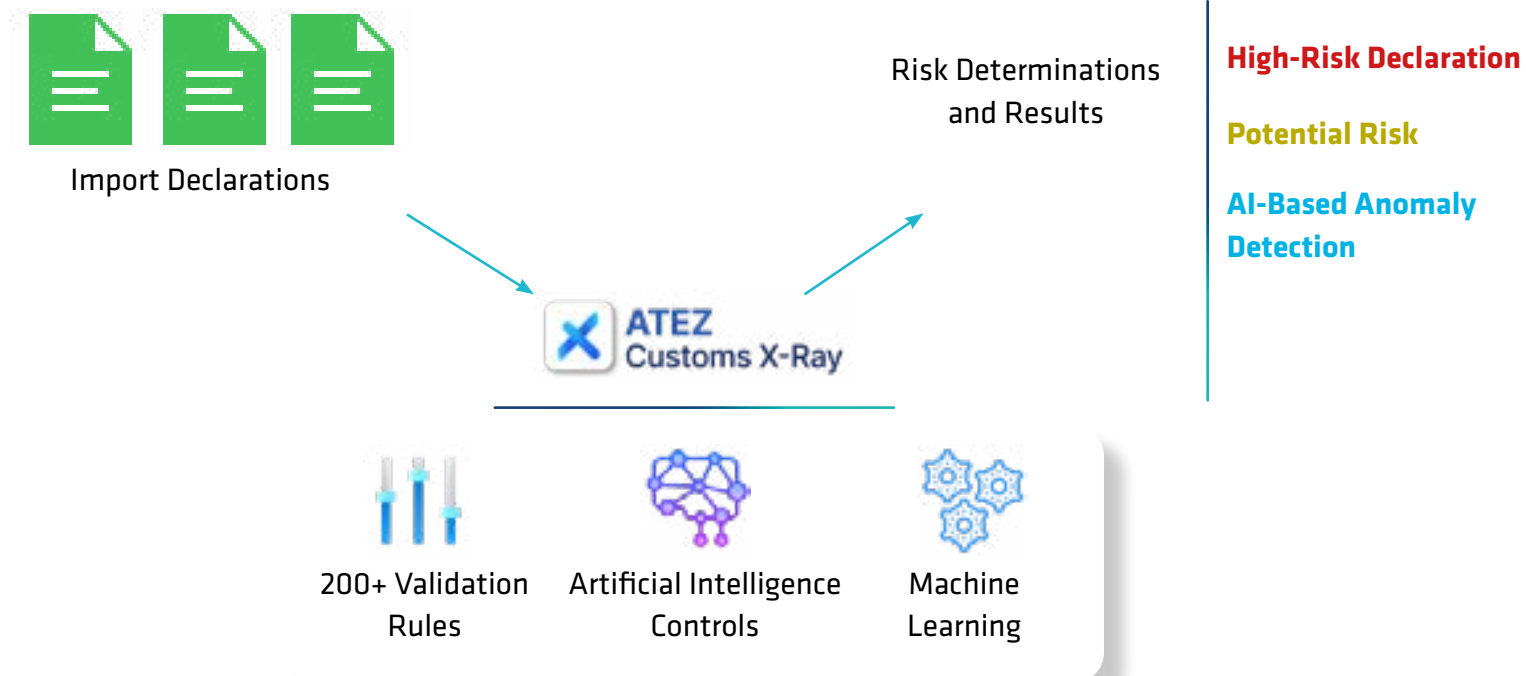 Import Declarations
Risk Determinations
and Results
High-Risk Declaration
Potential Risk
AI-Based Anomaly
Detection
ATEZ
Customs X-Ray
200+ Validation
Rules
Artificial Intelligence
Controls
Machine
Learning